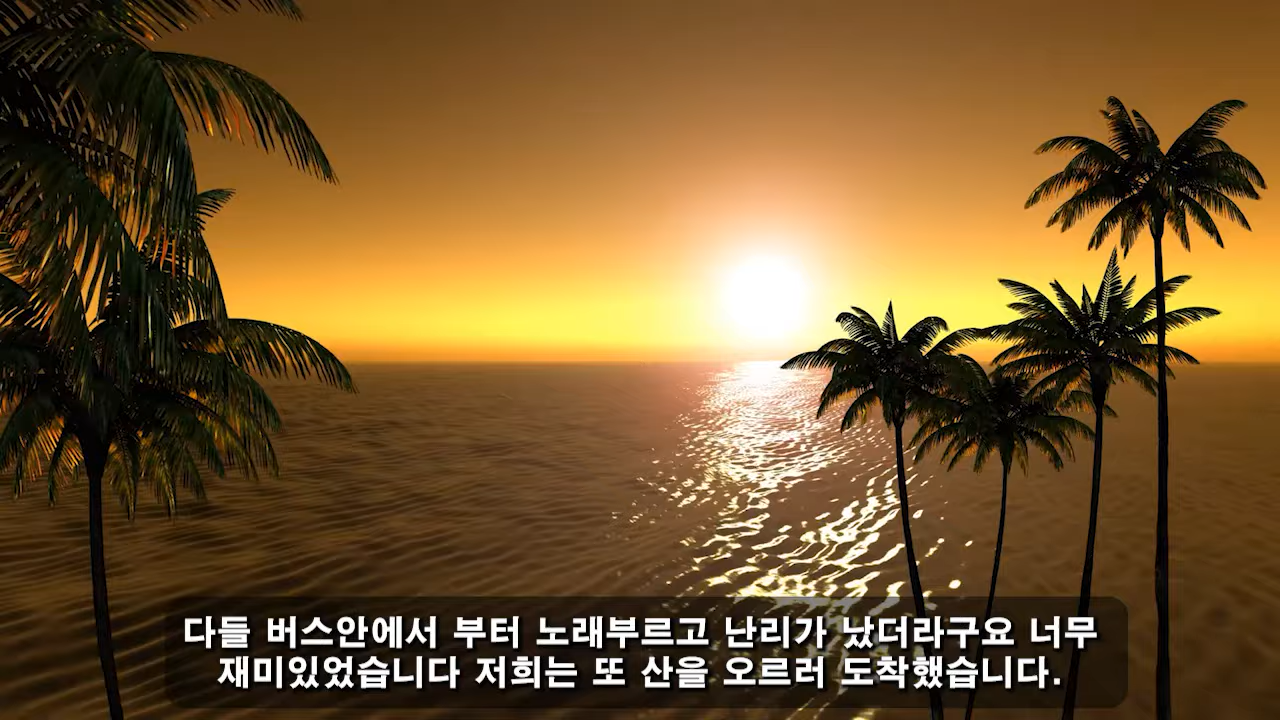 다들 버스안에서 부터 노래부르고 난리가 났더라구요 너무
재미있었습니다 저희는 또 산을 오르러 도착했습니다.